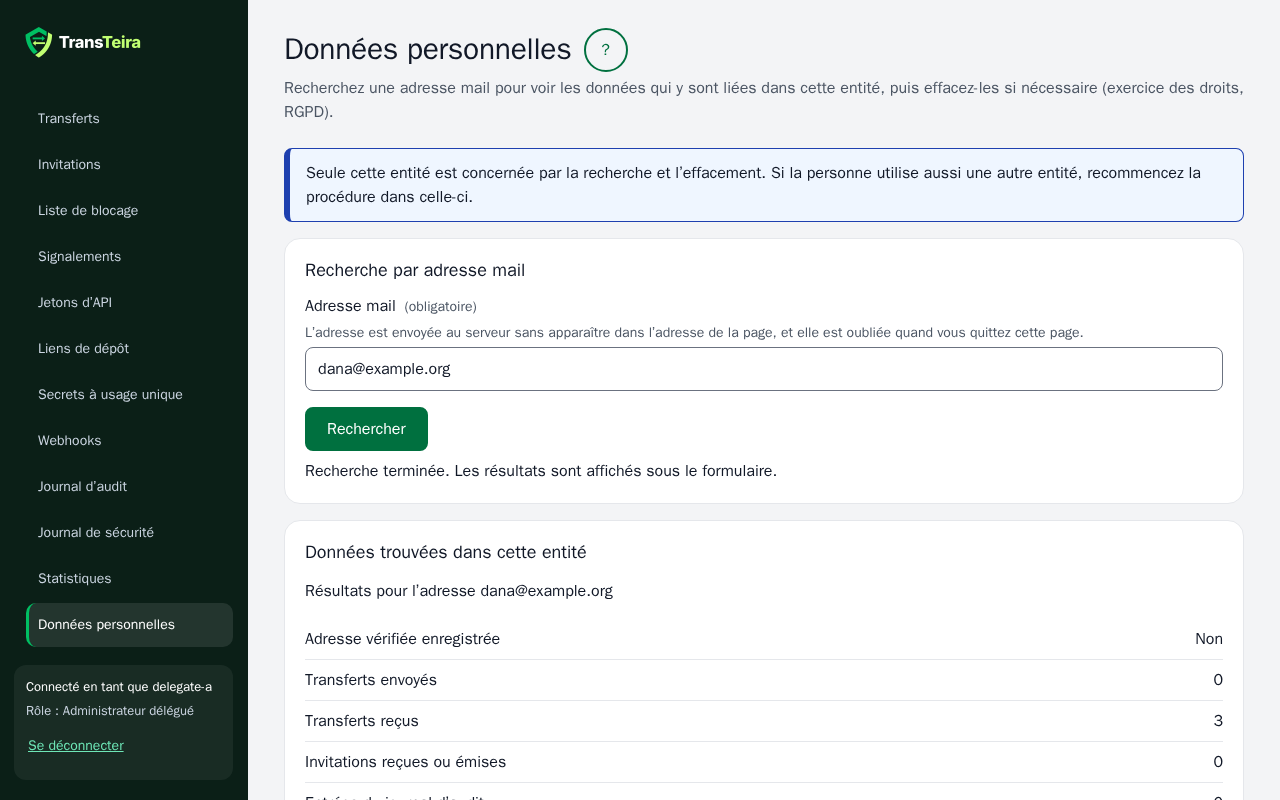 TransTeira
Transferts
Invitations
Liste de blocage
Signalements
Jetons d'API
Liens de dépôt
Secrets à usage unique
Webhooks
Journal d'audit
Journal de sécurité
Statistiques
Données personnelles
Connecté en tant que delegate-a
Rôle : Administrateur délégué
Se déconnecter
Données personnelles ?
Recherchez une adresse mail pour voir les données qui y sont liées dans cette entité, puis effacez-les si nécessaire (exercice des droits,
RGPD).
Seule cette entité est concernée par la recherche et l'effacement. Si la personne utilise aussi une autre entité, recommencez la
procédure dans celle-ci.
Recherche par adresse mail
Adresse mail (obligatoire)
L'adresse est envoyée au serveur sans apparaître dans l'adresse de la page, et elle est oubliée quand vous quittez cette page.
dana@example.org
Rechercher
Recherche terminée. Les résultats sont affichés sous le formulaire.
Données trouvées dans cette entité
Résultats pour l'adresse dana@example.org
Adresse vérifiée enregistrée Non
Transferts envoyés 0
Transferts reçus 3
Invitations reçues ou émises 0